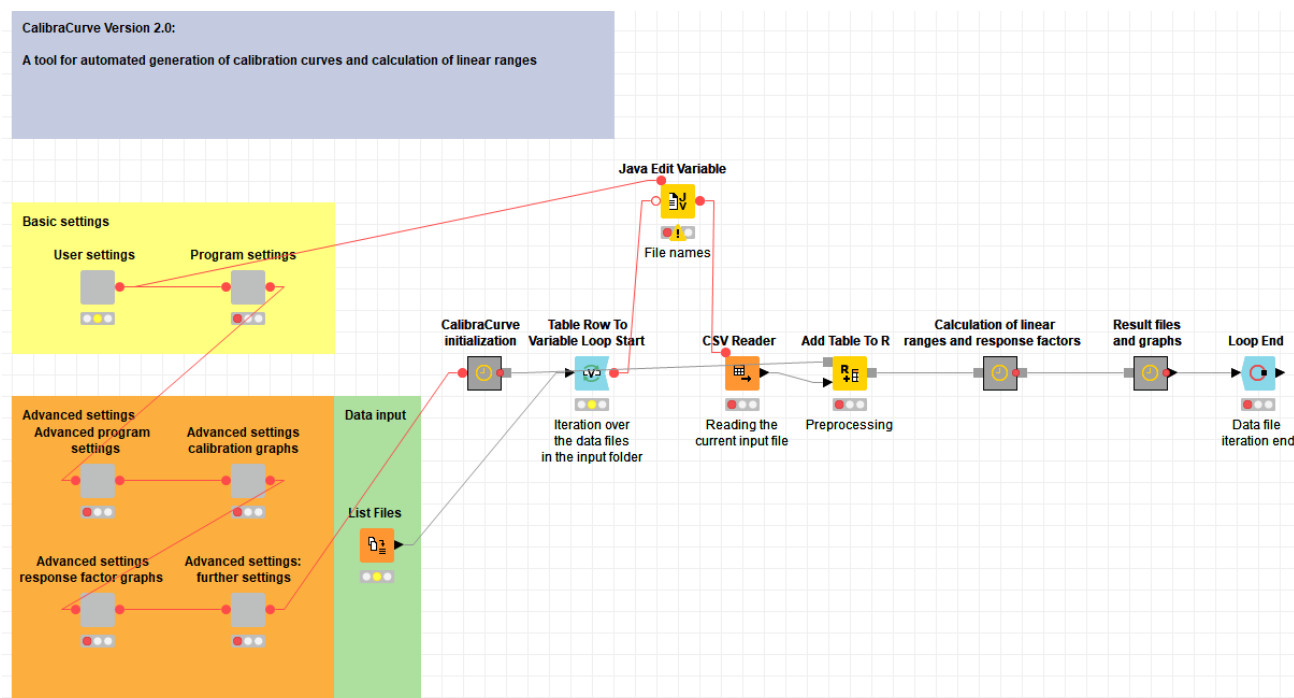 CalibraCurve Version 2.0:
A tool for automated generation of calibration curves and calculation of linear ranges
Java Edit Variable
File names
Basic settings
User settings
Program settings
CalibraCurve
initialization
Table Row To
Variable Loop Start
Iteration over
the data files
in the input folder
CSV Reader
Reading the
current input file
Add Table To R
Preprocessing
Calculation of linear
ranges and response factors
Result files
and graphs
Loop End
Data file
iteration end
Advanced settings
Advanced program
settings
Advanced settings
calibration graphs
Advanced settings
response factor graphs
Advanced settings:
further settings
Data input
List Files